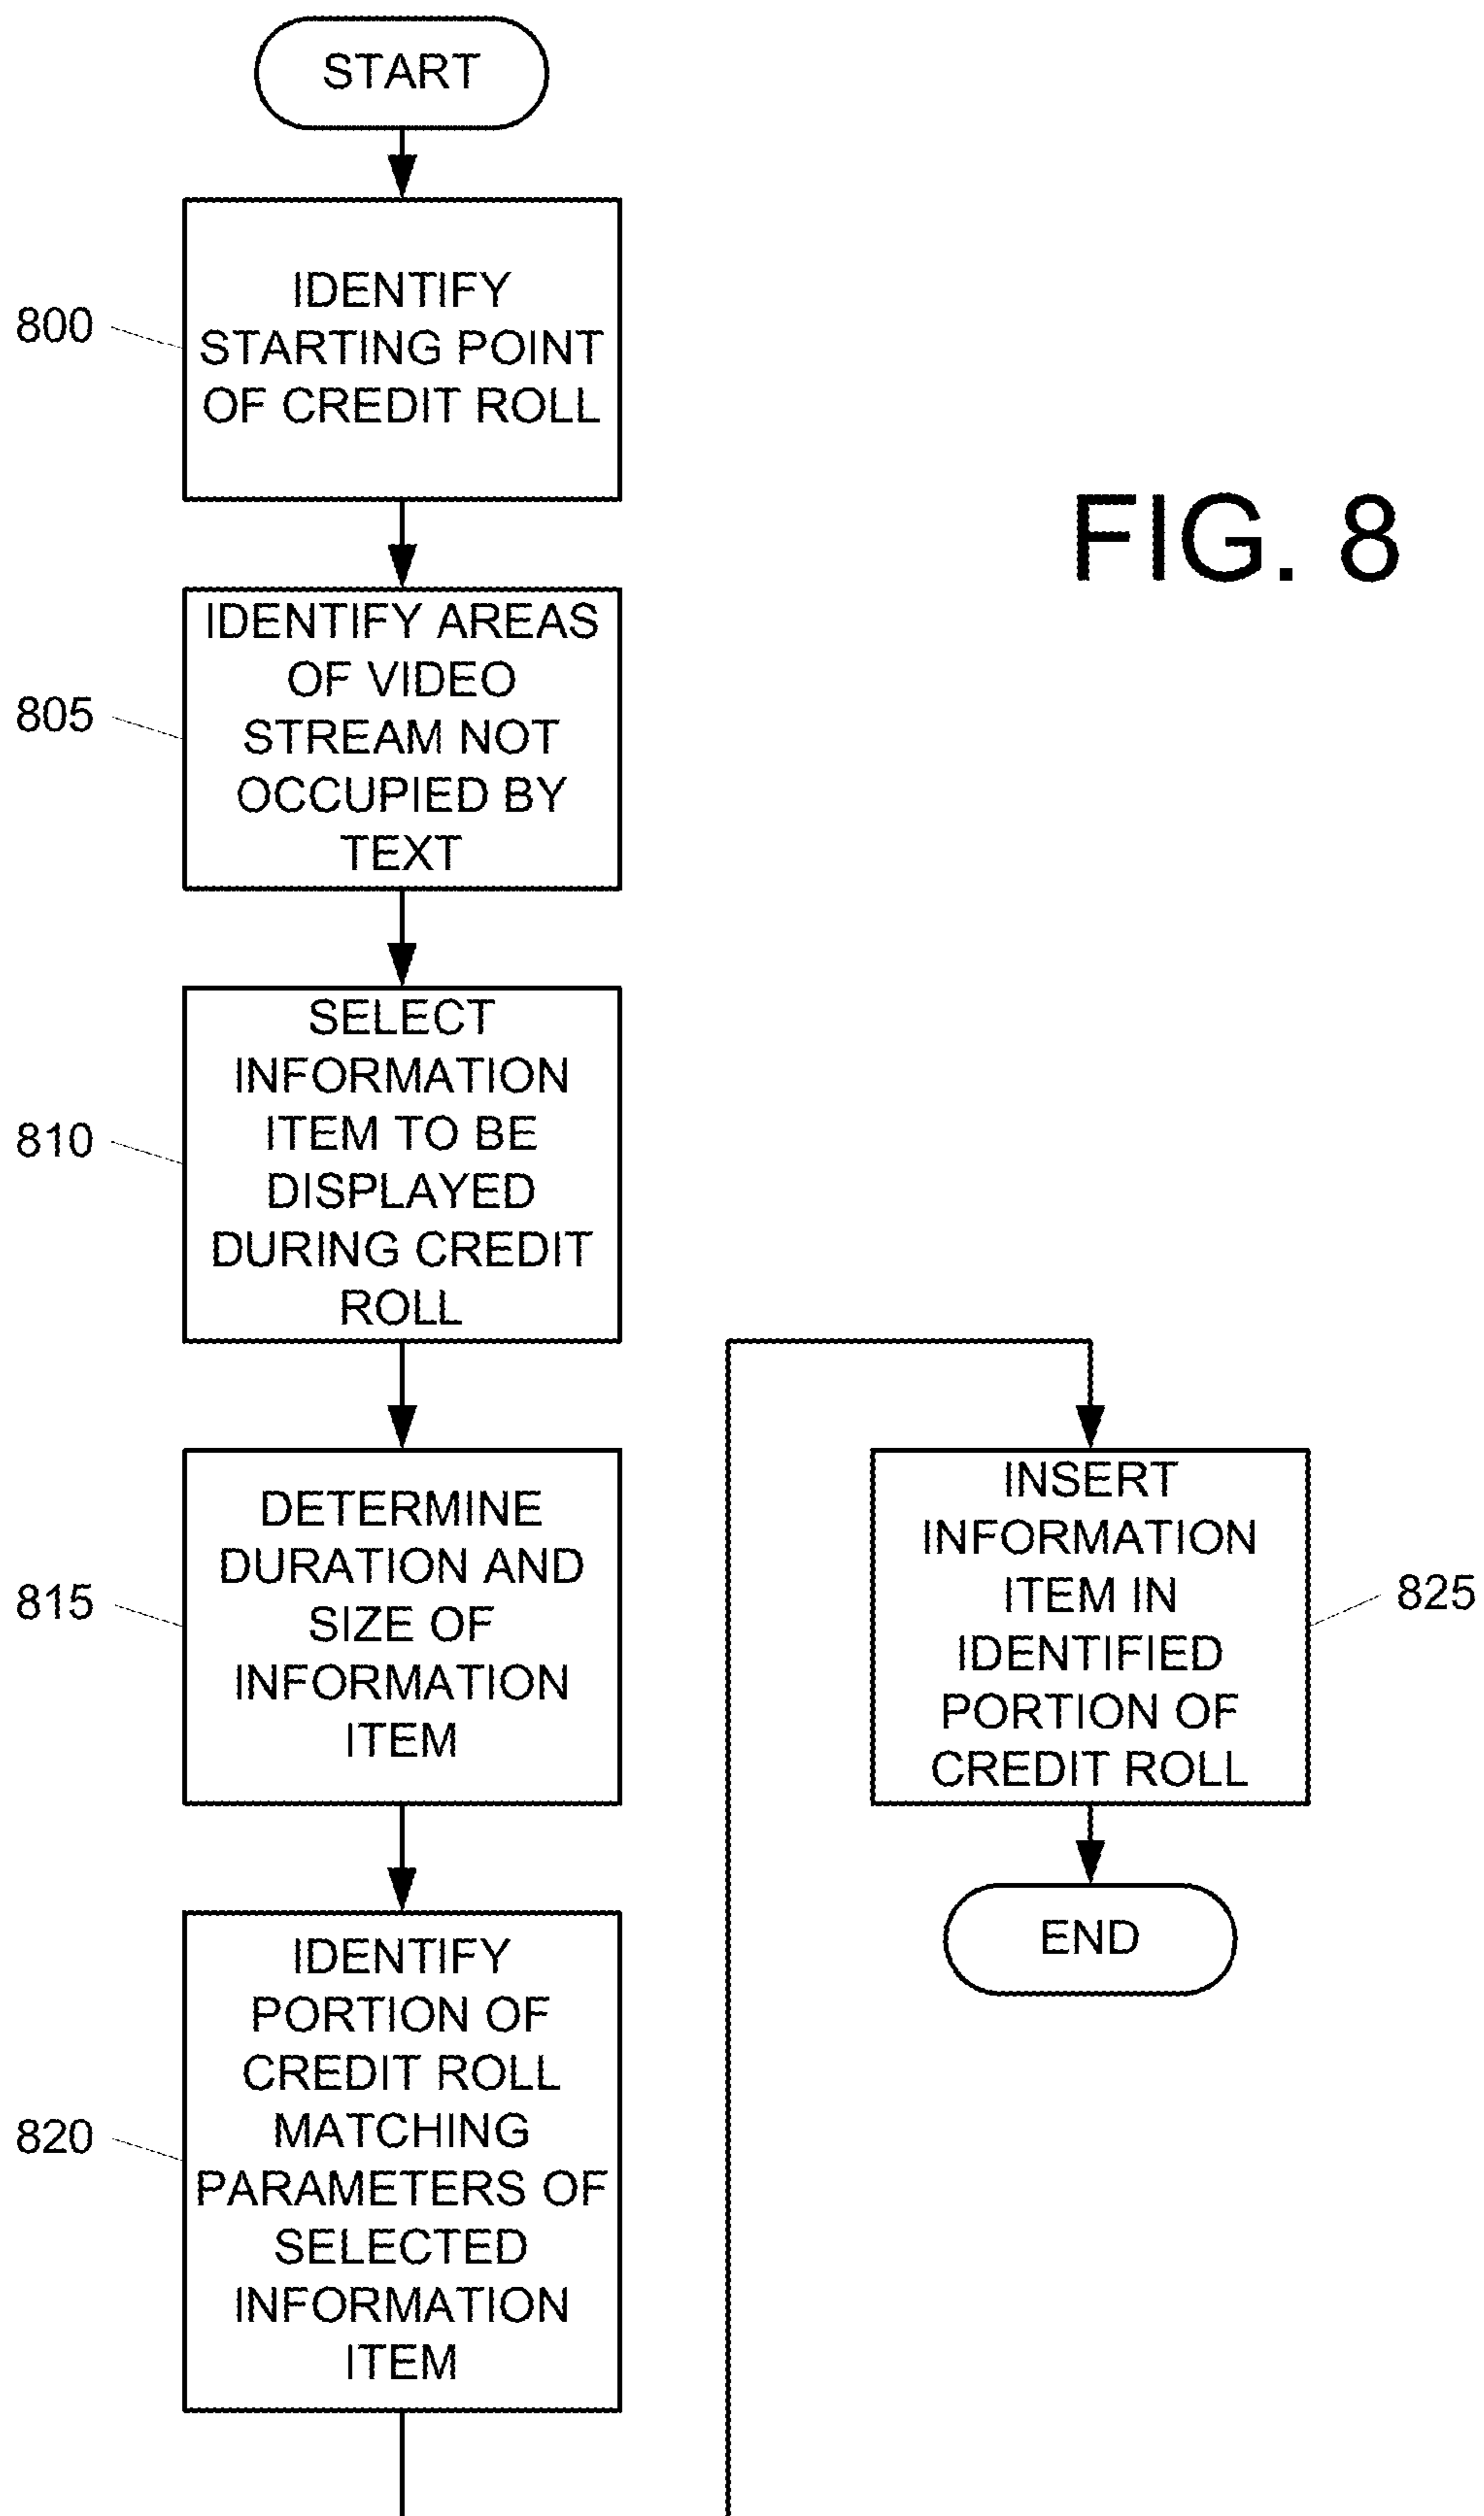 START
800
IDENTIFY
STARTING POINT
OF CREDIT ROLL
FIG. 8
805
IDENTIFY AREAS
OF VIDEO
STREAM NOT
OCCUPIED BY
TEXT
810
SELECT
INFORMATION
ITEM TO BE
DISPLAYED
DURING CREDIT
ROLL
815
DETERMINE
DURATION AND
SIZE OF
INFORMATION
ITEM
820
IDENTIFY
PORTION OF
CREDIT ROLL
MATCHING
PARAMETERS OF
SELECTED
INFORMATION
ITEM
INSERT
INFORMATION
ITEM IN
IDENTIFIED
PORTION OF
CREDIT ROLL
825
END